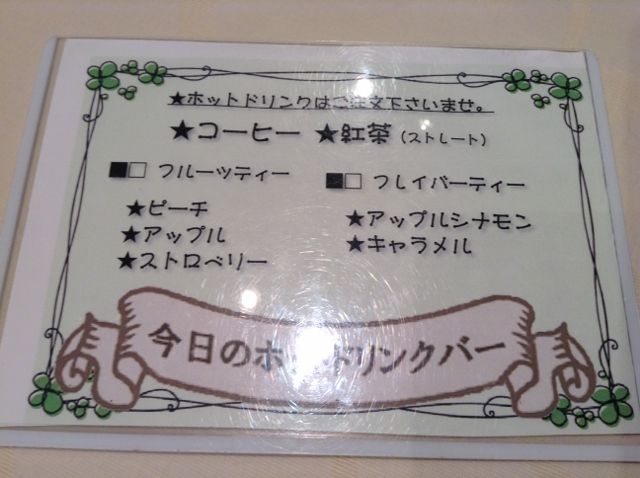 ★ホットドリンクはご注文下さいませ。
★コーヒー ★紅茶（ストレート）
■□ フルーツティー
★ピーチ
★アップル
★ストロベリー
■□ フレイバーティー
★アップルシナモン
★キャラメル
今日のホットドリンクバー